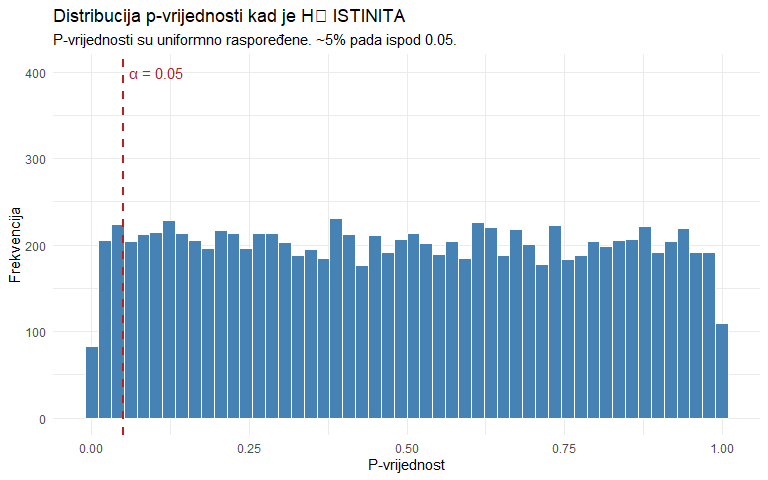 Distribucija p-vrijednosti kad je H▯ ISTINITA
P-vrijednosti su uniformno raspoređene. ~5% pada ispod 0.05.
α = 0.05
400
300
200
100
0
Frekvencija
0.00 0.25 0.50 0.75 1.00
P-vrijednost